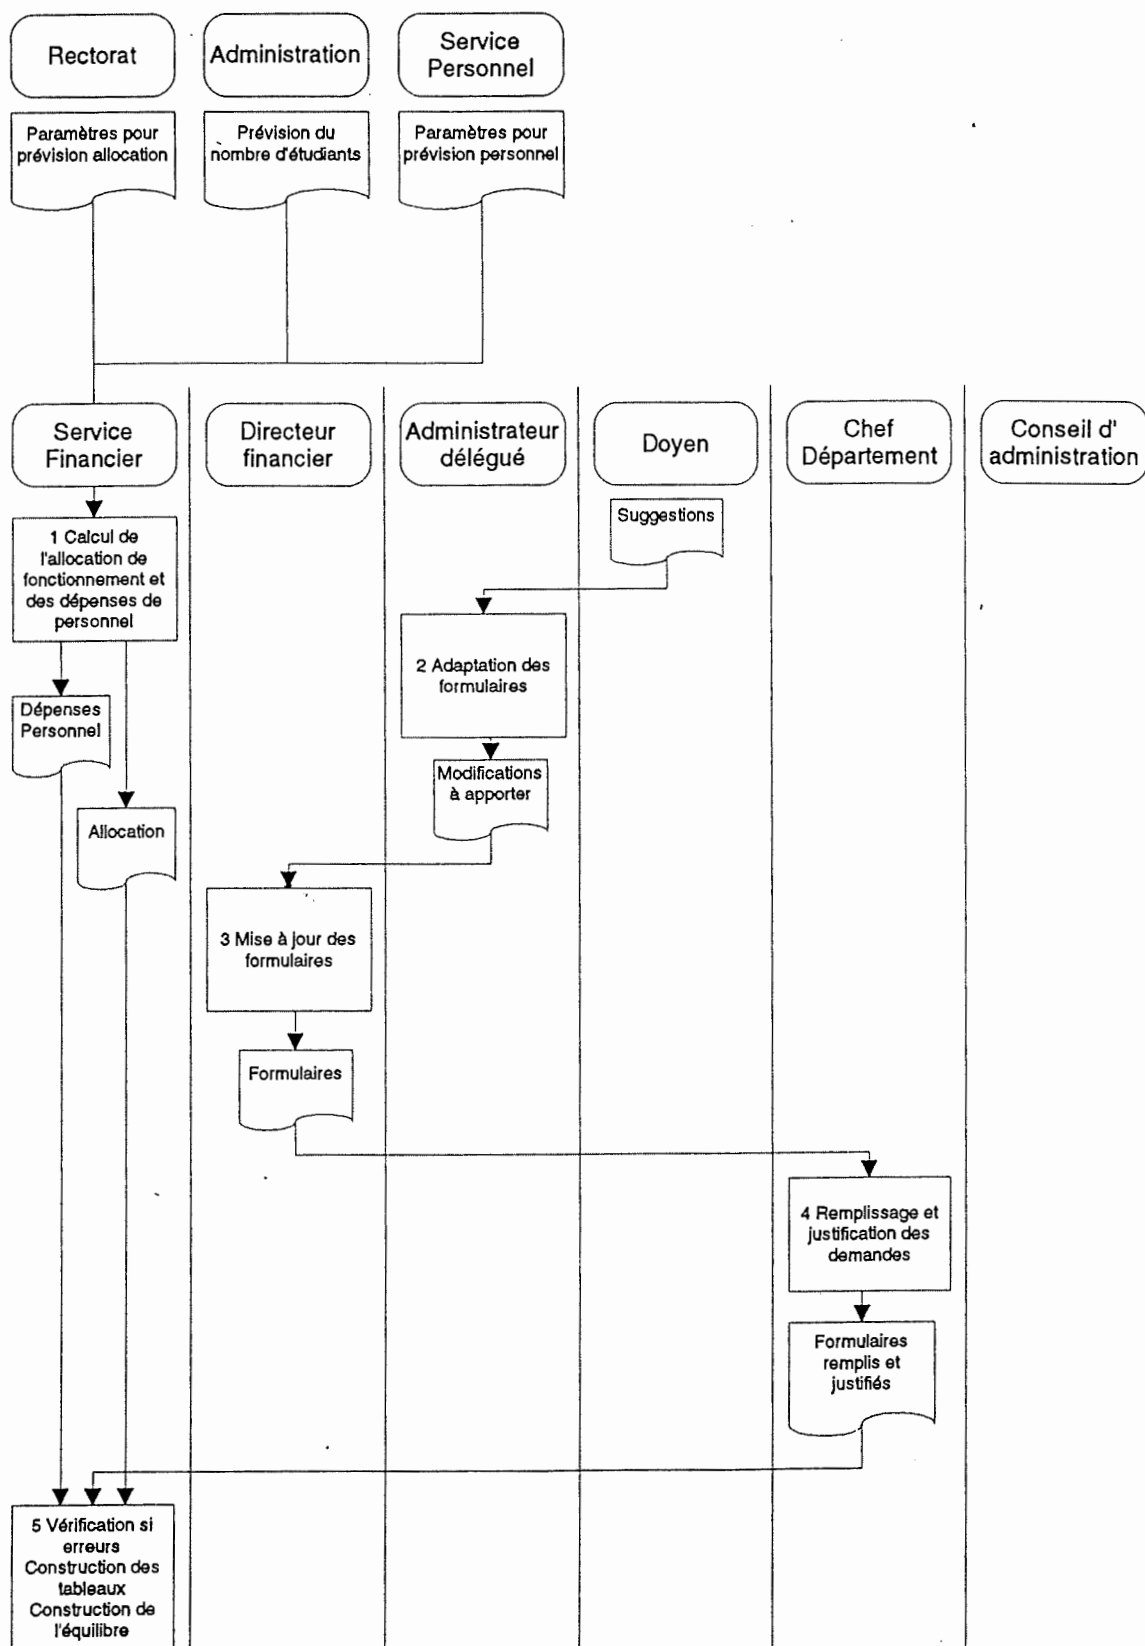 Rectorat
Administration
Service
Personnel
Paramètres pour
prévision allocation
Prévision du
nombre d'étudiants
Paramètres pour
prévision personnel
Service
Financier
Directeur
financier
Administrateur
délégué
Doyen
Chef
Département
Conseil d'
administration
Suggestions
1 Calcul de
l'allocation de
fonctionnement et
des dépenses de
personnel
2 Adaptation des
formulaires
Dépenses
Personnel
Modifications
à apporter
Allocation
3 Mise à jour des
formulaires
Formulaires
4 Remplissage et
justification des
demandes
Formulaires
remplis et
justifiés
5 Vérification si
erreurs
Construction des
tableaux
Construction de
l'équilibre